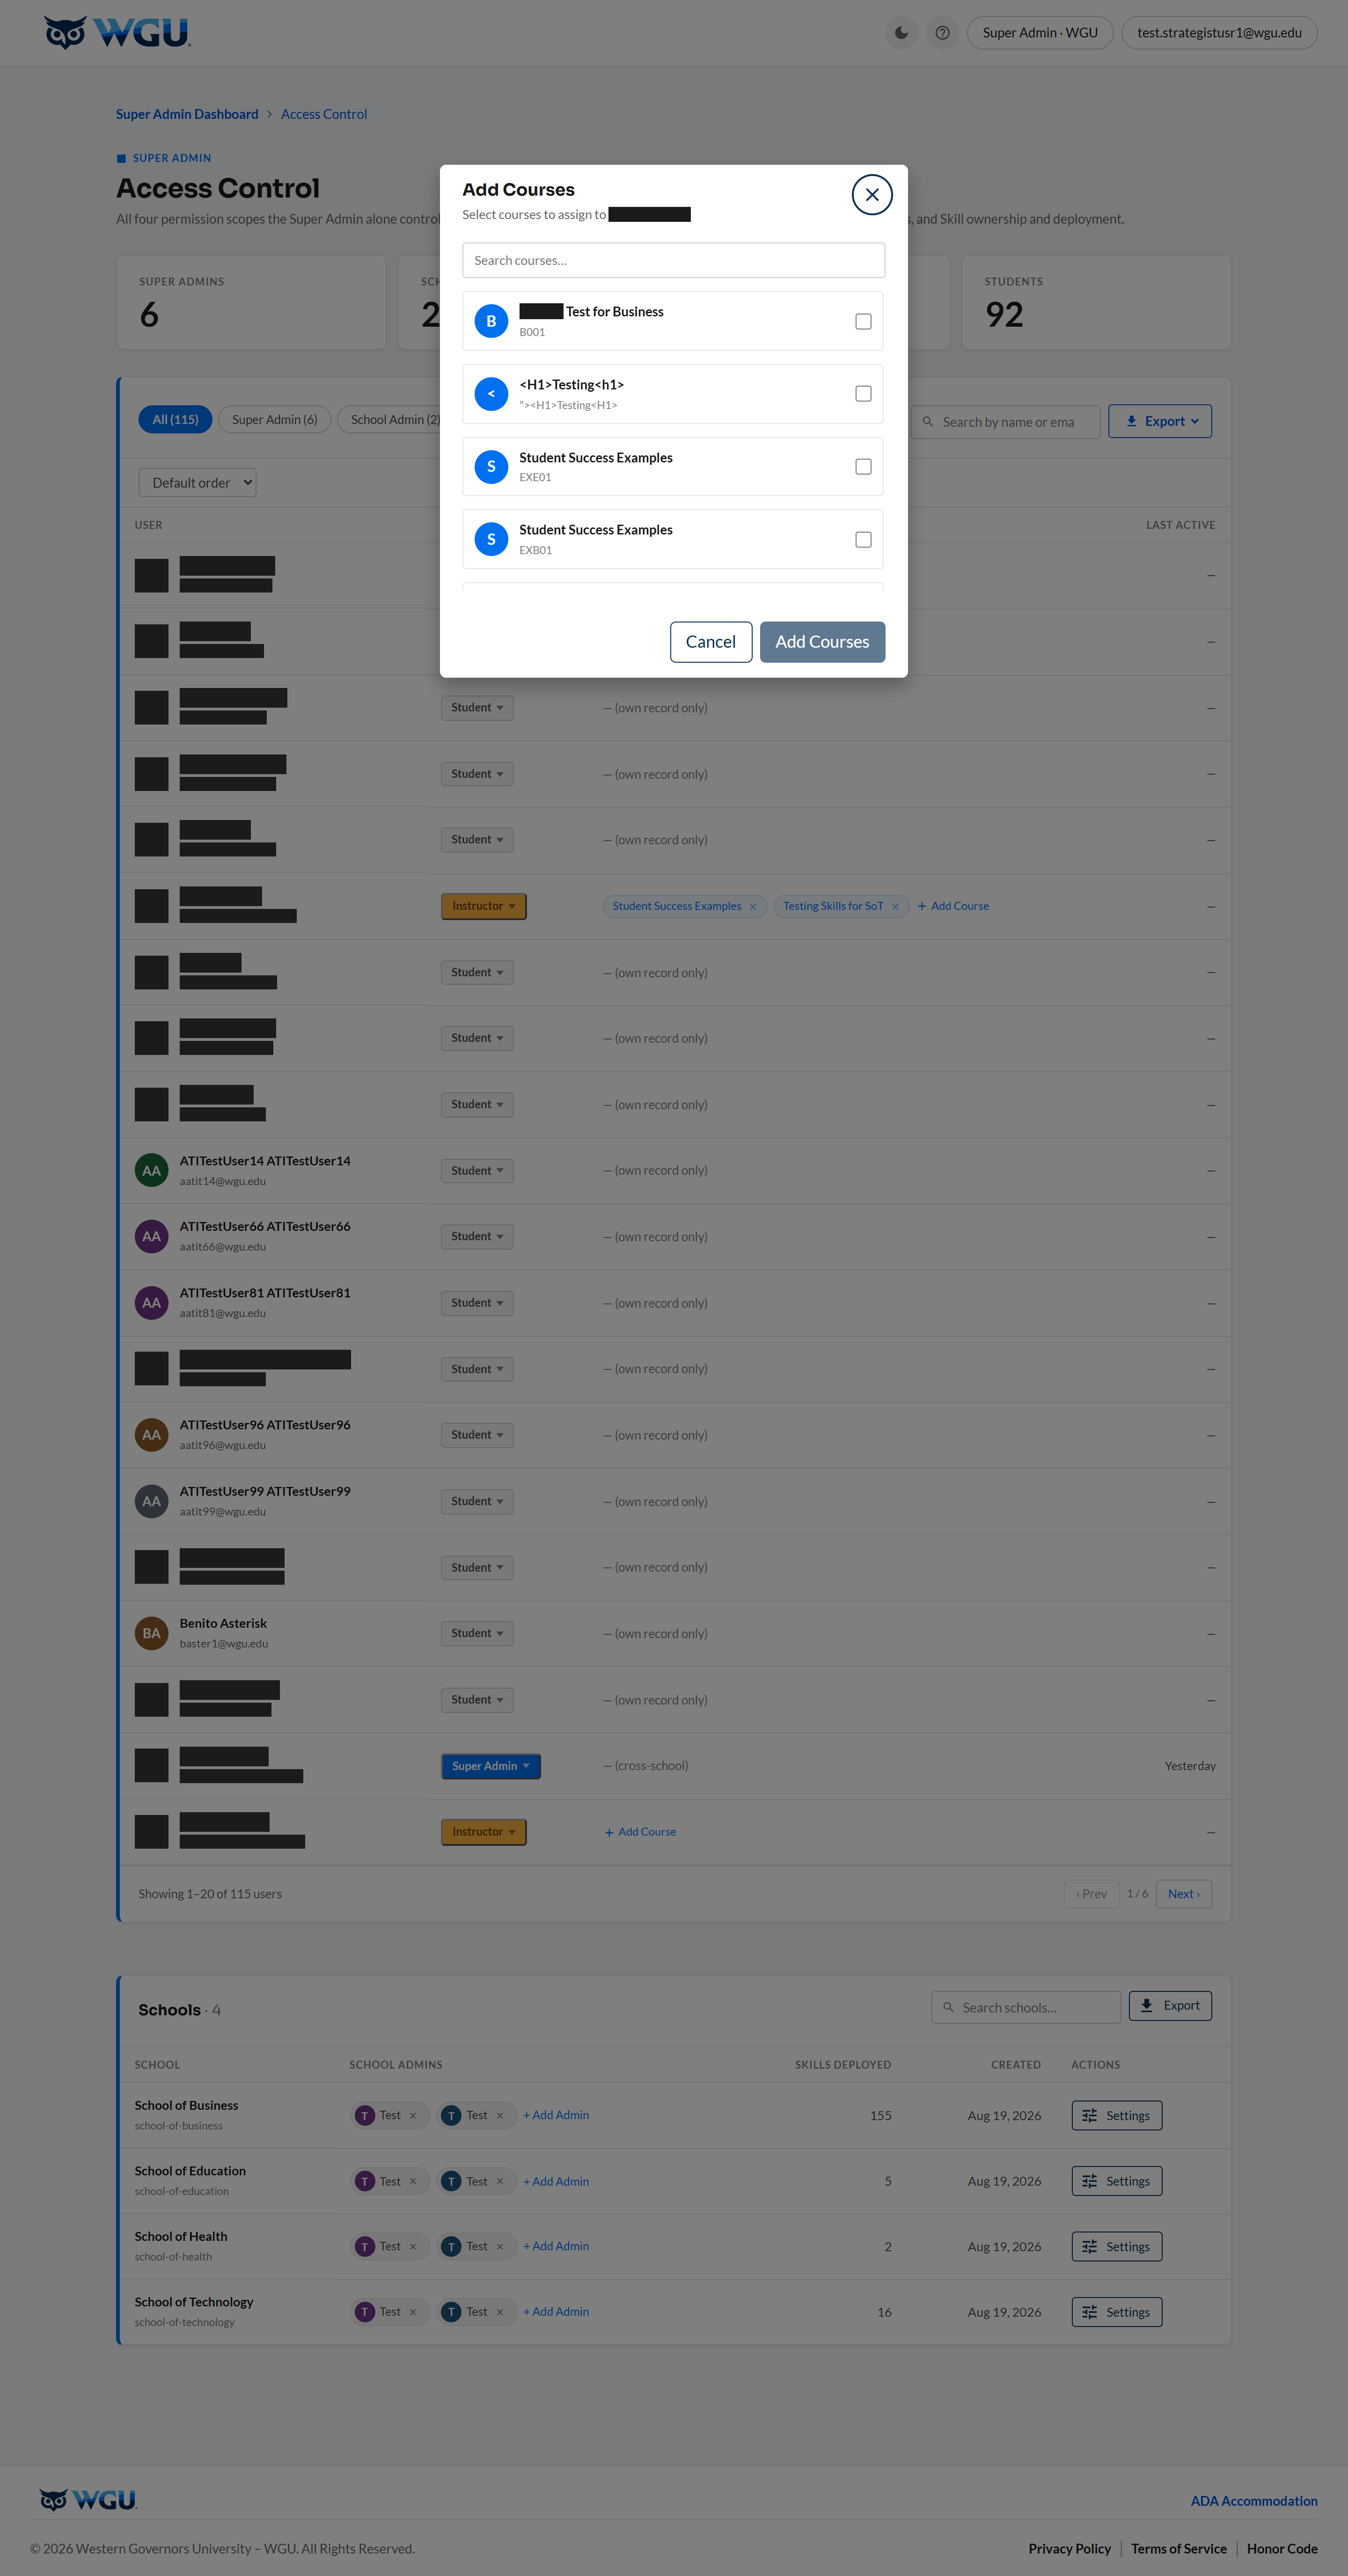 WGU
Super Admin · WGU
test.strategistusr1@wgu.edu
Super Admin Dashboard > Access Control
SUPER ADMIN
Access Control
All four permission scopes the Super Admin alone control
, and Skill ownership and deployment.
SUPER ADMINS
6
SCH
2
STUDENTS
92
All (115)
Super Admin (6)
School Admin (2)
Search by name or ema
Export
Default order
USER
LAST ACTIVE
Add Courses
Select courses to assign to
Search courses...
B
Test for Business
B001
<
<H1>Testing<h1>
"><H1>Testing<H1>
S
Student Success Examples
EXE01
S
Student Success Examples
EXB01
Cancel
Add Courses
–
–
Student — (own record only) –
Student — (own record only) –
Student — (own record only) –
Instructor Student Success Examples × Testing Skills for SoT × + Add Course –
Student — (own record only) –
Student — (own record only) –
Student — (own record only) –
AA ATITestUser14 ATITestUser14 Student — (own record only) –
aatit14@wgu.edu
AA ATITestUser66 ATITestUser66 Student — (own record only) –
aatit66@wgu.edu
AA ATITestUser81 ATITestUser81 Student — (own record only) –
aatit81@wgu.edu
Student — (own record only) –
AA ATITestUser96 ATITestUser96 Student — (own record only) –
aatit96@wgu.edu
AA ATITestUser99 ATITestUser99 Student — (own record only) –
aatit99@wgu.edu
Student — (own record only) –
BA Benito Asterisk Student — (own record only) –
baster1@wgu.edu
Student — (own record only) –
Super Admin — (cross-school) Yesterday
Instructor + Add Course –
Showing 1–20 of 115 users
‹ Prev 1 / 6 Next ›
Schools · 4
Search schools...
Export
SCHOOL SCHOOL ADMINS SKILLS DEPLOYED CREATED ACTIONS
School of Business T Test × T Test × + Add Admin 155 Aug 19, 2026 Settings
school-of-business
School of Education T Test × T Test × + Add Admin 5 Aug 19, 2026 Settings
school-of-education
School of Health T Test × T Test × + Add Admin 2 Aug 19, 2026 Settings
school-of-health
School of Technology T Test × T Test × + Add Admin 16 Aug 19, 2026 Settings
school-of-technology
WGU
ADA Accommodation
© 2026 Western Governors University – WGU. All Rights Reserved.
Privacy Policy | Terms of Service | Honor Code